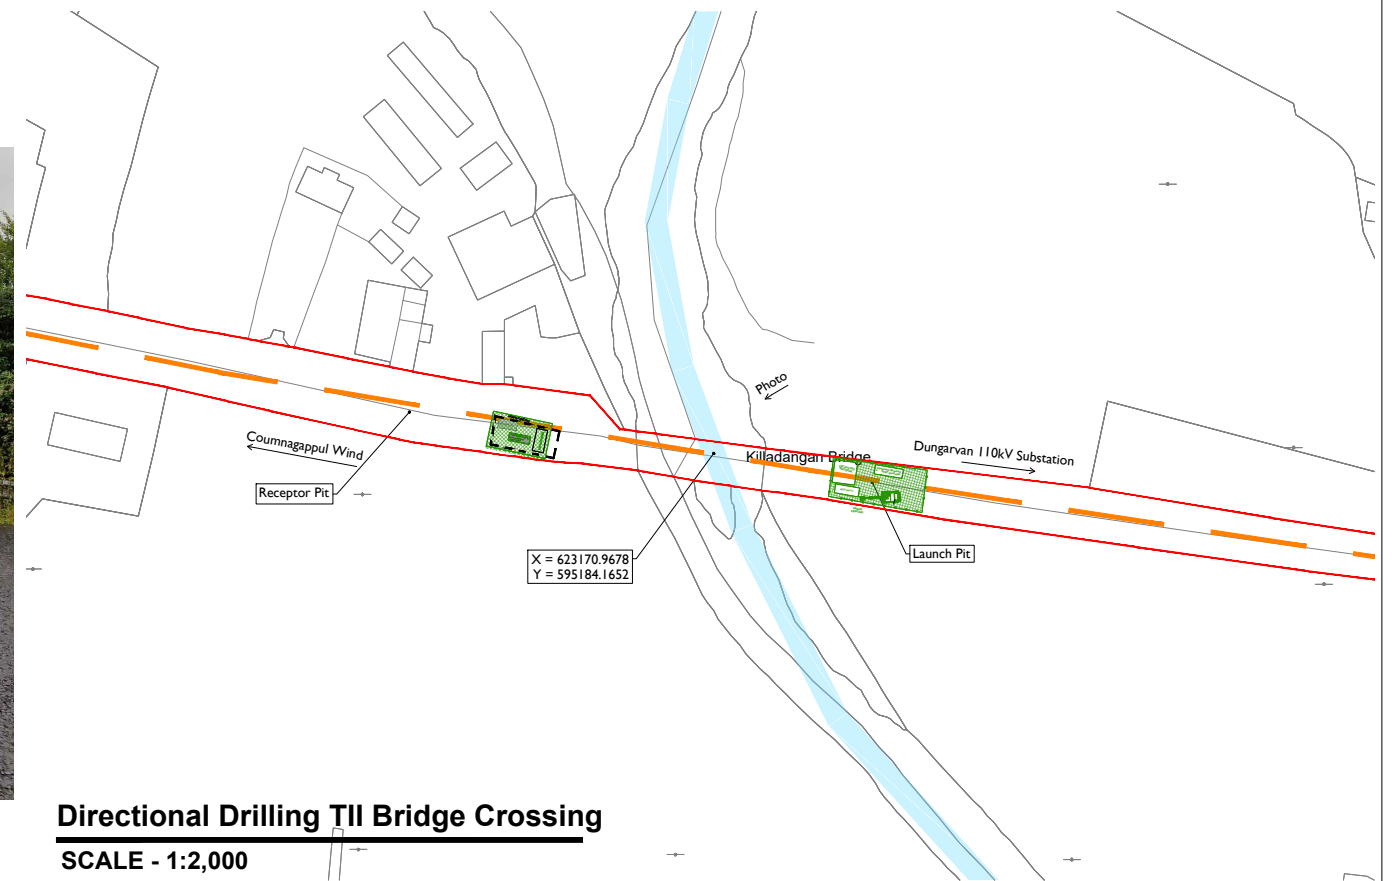 Photo
Killadangan Bridge
Dungarvan 110kV Substation
Coumnagappul Wind
Receptor Pit
X = 623170.9678
Y = 595184.1652
Launch Pit
Directional Drilling TII Bridge Crossing
SCALE - 1:2,000